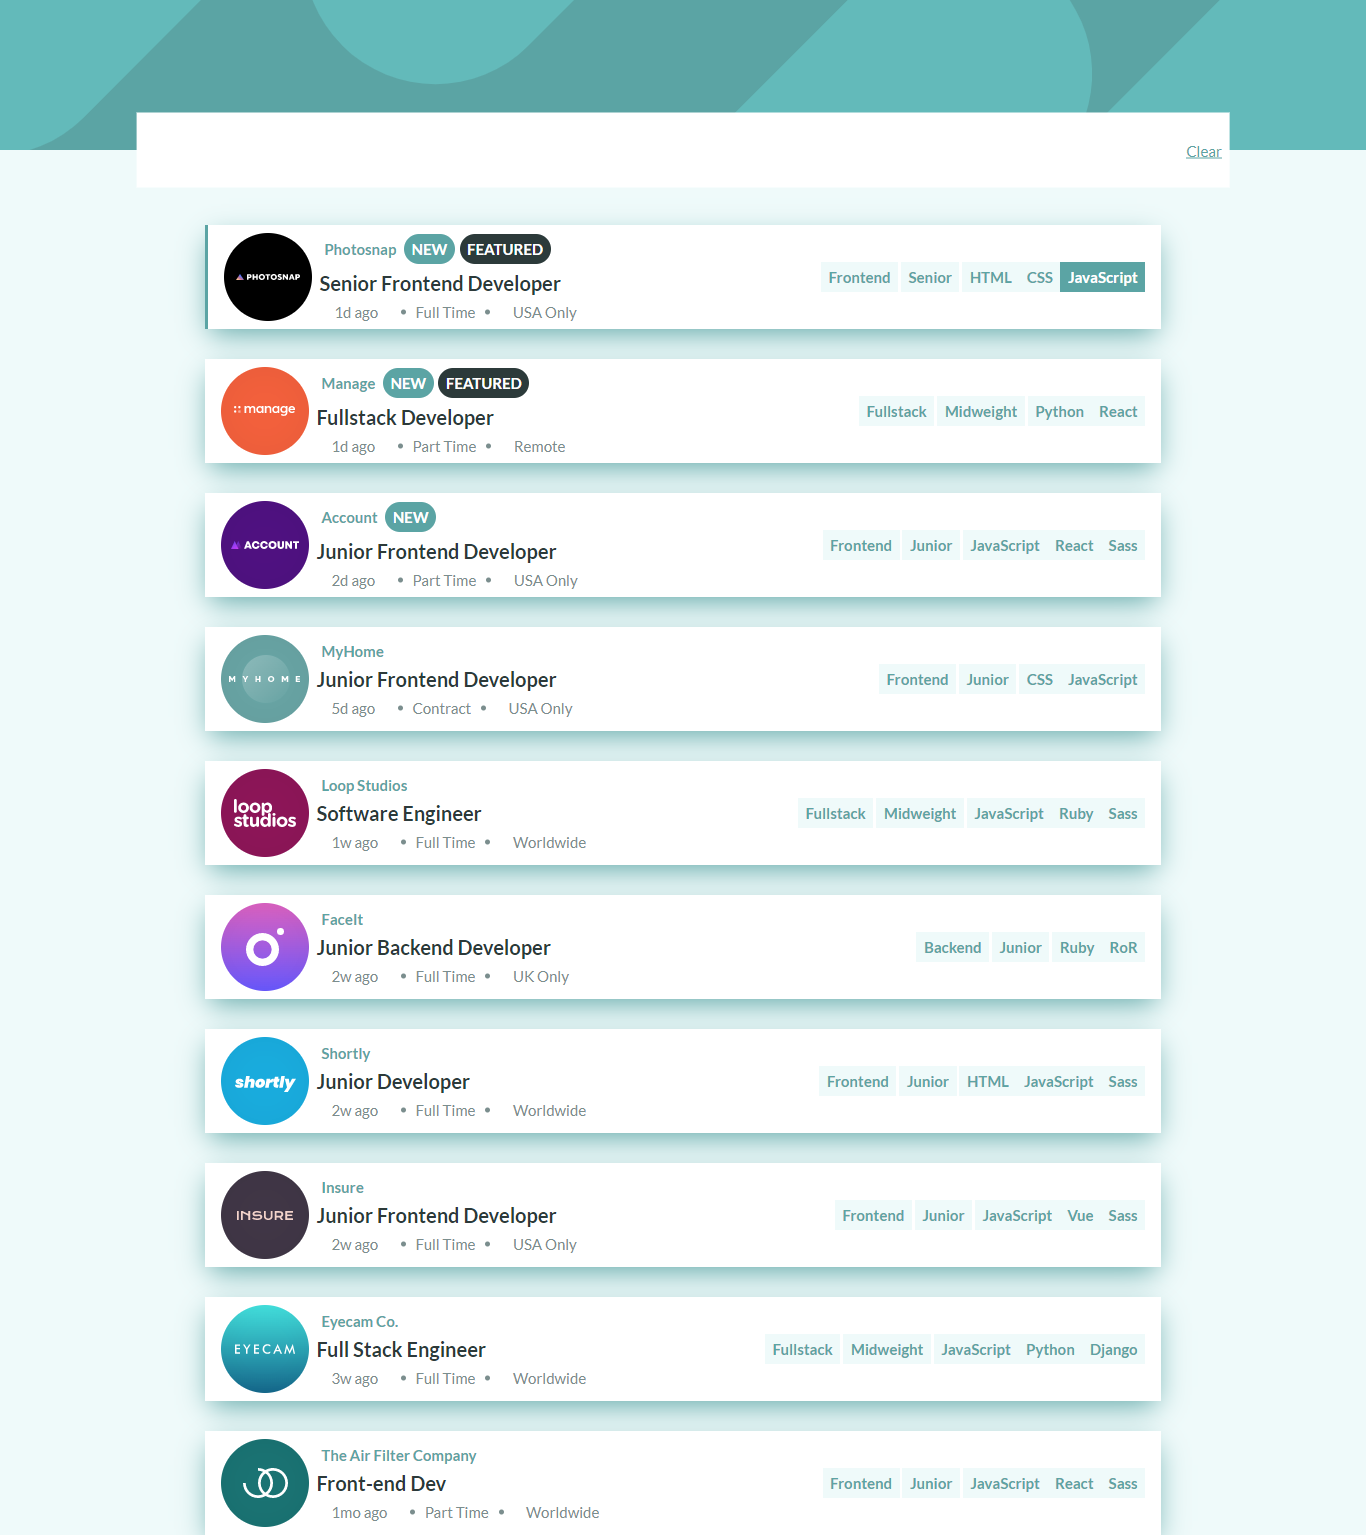 Clear
PHOTOSNAP
Photosnap NEW FEATURED
Senior Frontend Developer
1d ago • Full Time • USA Only
Frontend Senior HTML CSS JavaScript
manage
Manage NEW FEATURED
Fullstack Developer
1d ago • Part Time • Remote
Fullstack Midweight Python React
ACCOUNT
Account NEW
Junior Frontend Developer
2d ago • Part Time • USA Only
Frontend Junior JavaScript React Sass
MYHOME
MyHome
Junior Frontend Developer
5d ago • Contract • USA Only
Frontend Junior CSS JavaScript
loop
studios
Loop Studios
Software Engineer
1w ago • Full Time • Worldwide
Fullstack Midweight JavaScript Ruby Sass
FaceIt
Junior Backend Developer
2w ago • Full Time • UK Only
Backend Junior Ruby RoR
shortly
Shortly
Junior Developer
2w ago • Full Time • Worldwide
Frontend Junior HTML JavaScript Sass
INSURE
Insure
Junior Frontend Developer
2w ago • Full Time • USA Only
Frontend Junior JavaScript Vue Sass
EYECAM
Eyecam Co.
Full Stack Engineer
3w ago • Full Time • Worldwide
Fullstack Midweight JavaScript Python Django
The Air Filter Company
Front-end Dev
1mo ago • Part Time • Worldwide
Frontend Junior JavaScript React Sass